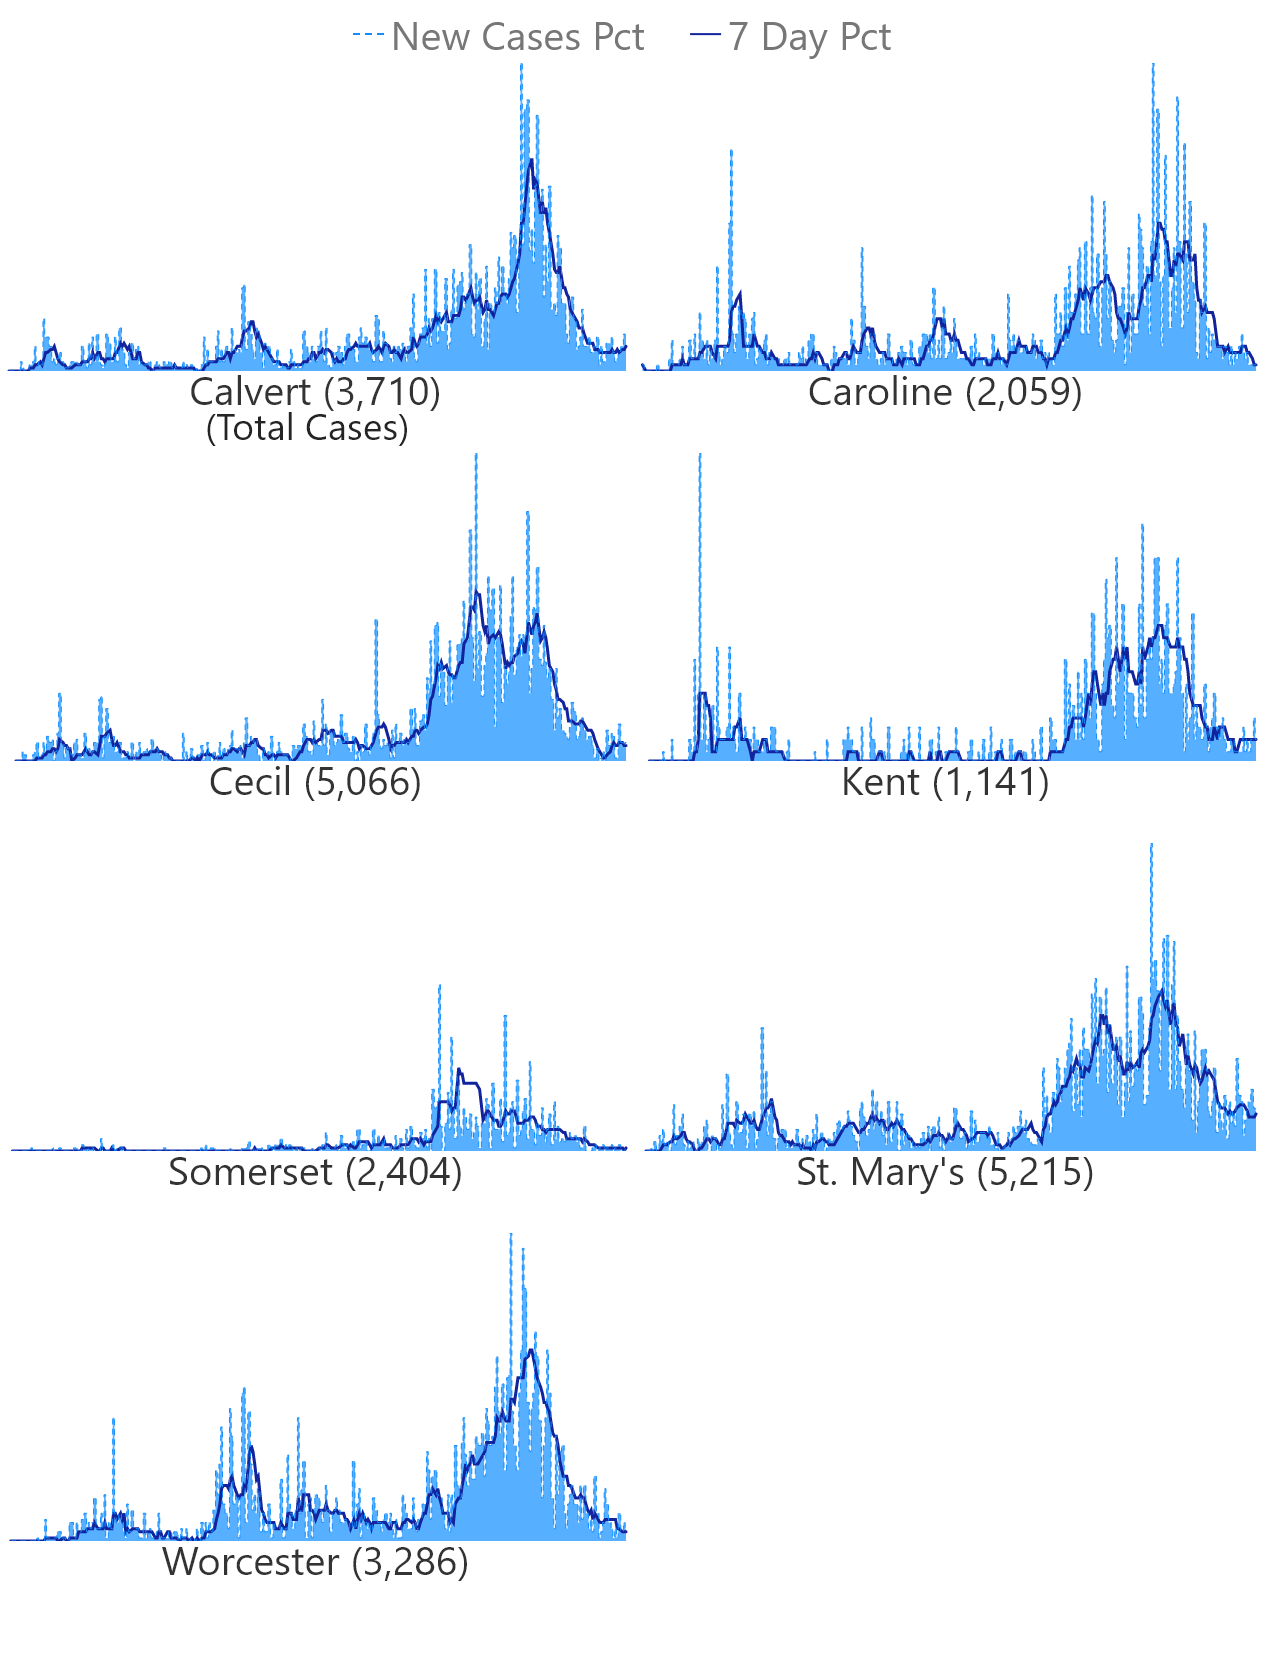 New Cases Pct 7 Day Pct
Calvert (3,710) Caroline (2,059)
(Total Cases)
Cecil (5,066) Kent (1,141)
Somerset (2,404) St. Mary's (5,215)
Worcester (3,286)